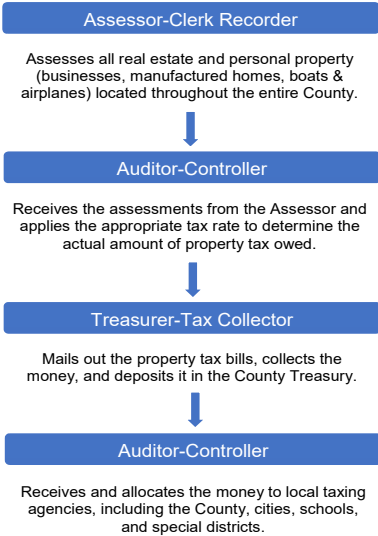 Assessor-Clerk Recorder
Assesses all real estate and personal property
(businesses, manufactured homes, boats &
airplanes) located throughout the entire County.
Auditor-Controller
Receives the assessments from the Assessor and
applies the appropriate tax rate to determine the
actual amount of property tax owed.
Treasurer-Tax Collector
Mails out the property tax bills, collects the
money, and deposits it in the County Treasury.
Auditor-Controller
Receives and allocates the money to local taxing
agencies, including the County, cities, schools,
and special districts.